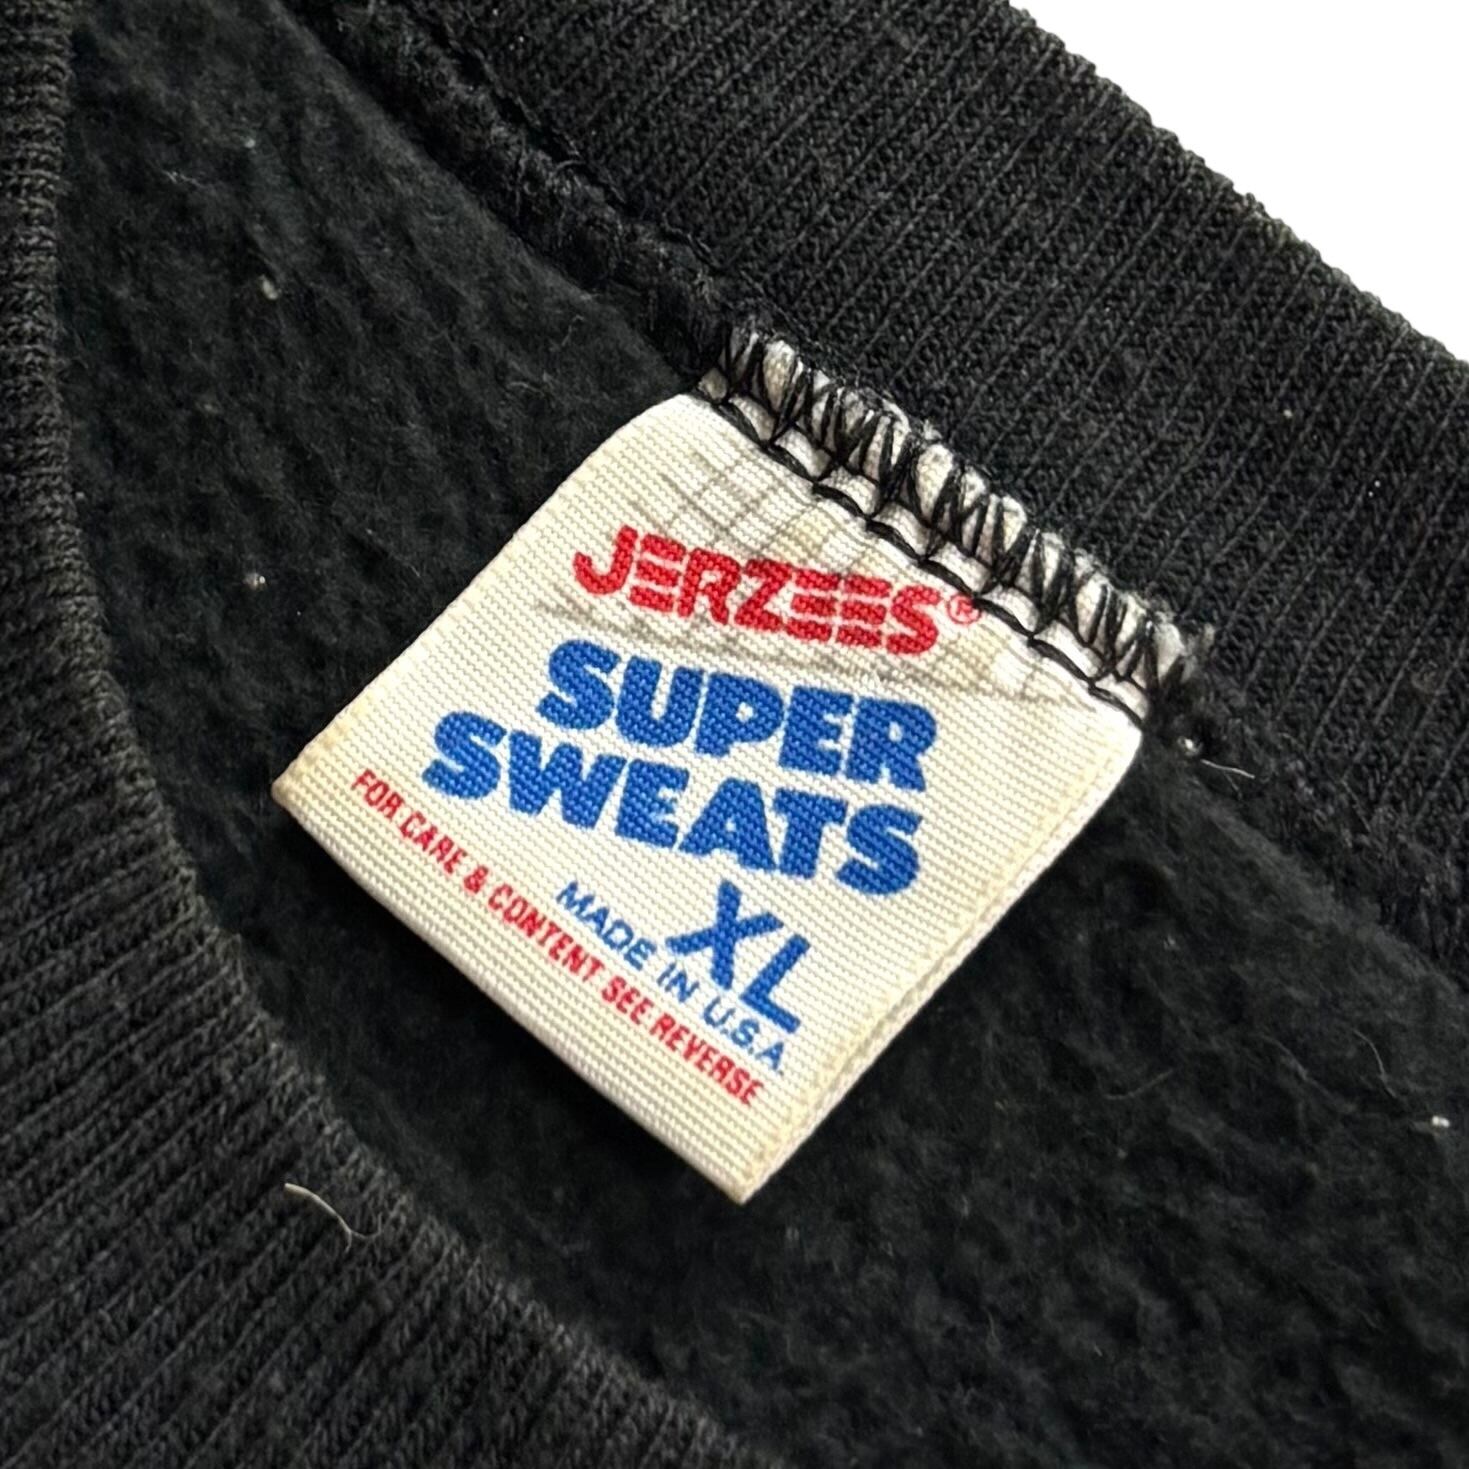 JERZEES®
SUPER
SWEATS
XL
MADE IN U.S.A
FOR CARE & CONTENT SEE REVERSE